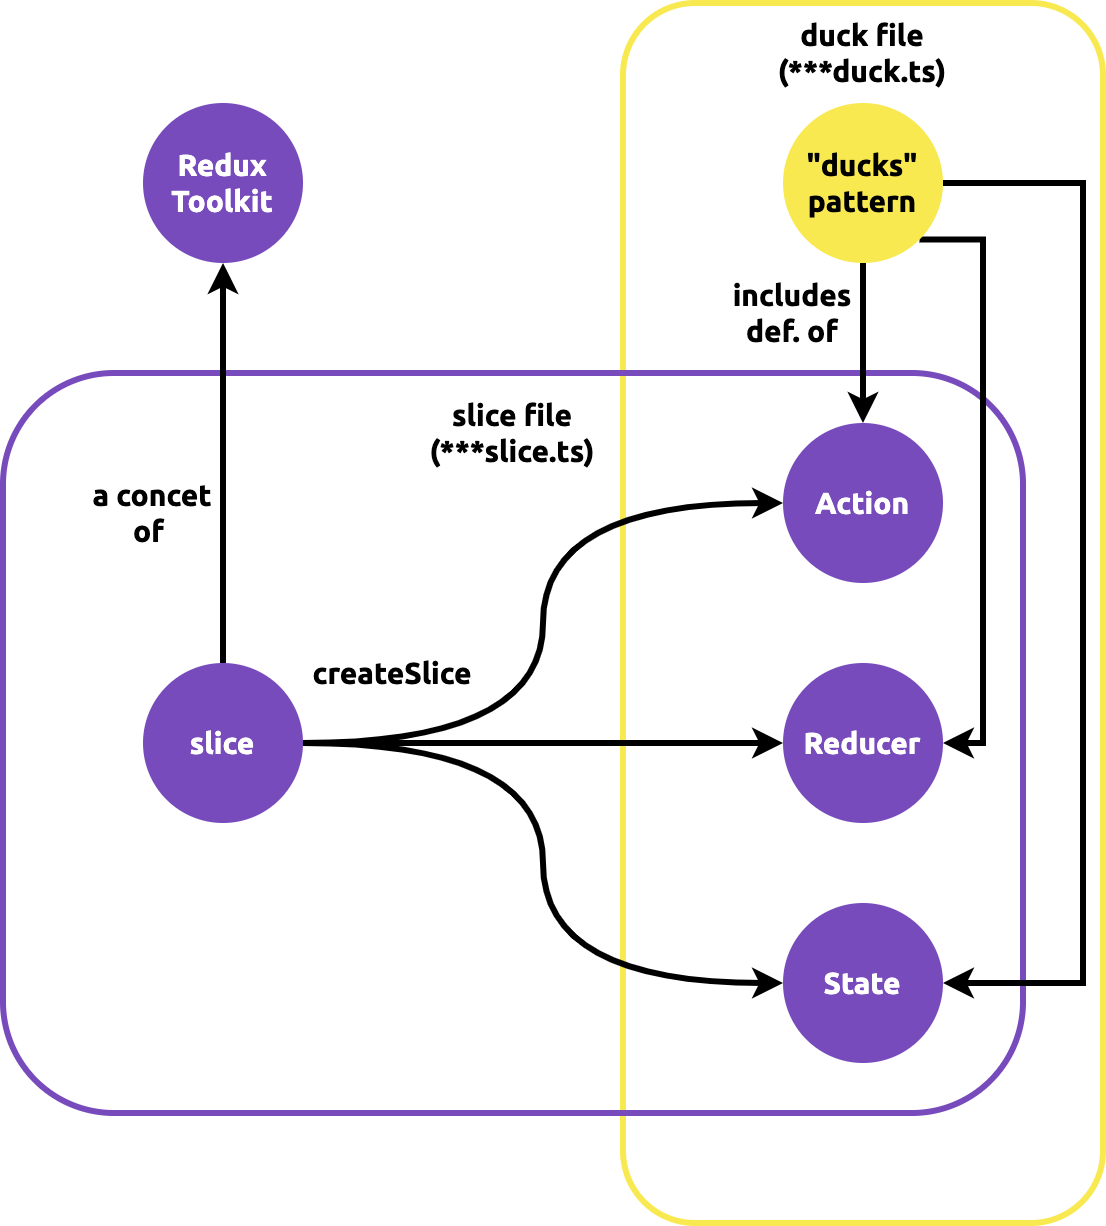 duck file
(***duck.ts)
Redux
Toolkit
"ducks"
pattern
includes
def. of
slice file
(***slice.ts)
a concet
of
Action
createSlice
slice
Reducer
State